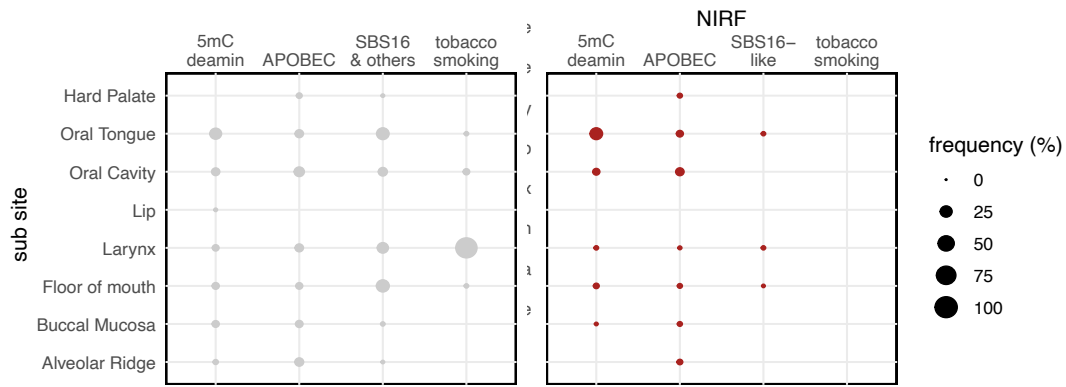 NIRF
5mC deamin
APOBEC
SBS16 & others
tobacco smoking
5mC deamin
APOBEC
SBS16– like
tobacco smoking
sub site
Hard Palate
Oral Tongue
Oral Cavity
Lip
Larynx
Floor of mouth
Buccal Mucosa
Alveolar Ridge
frequency (%)
0
25
50
75
100